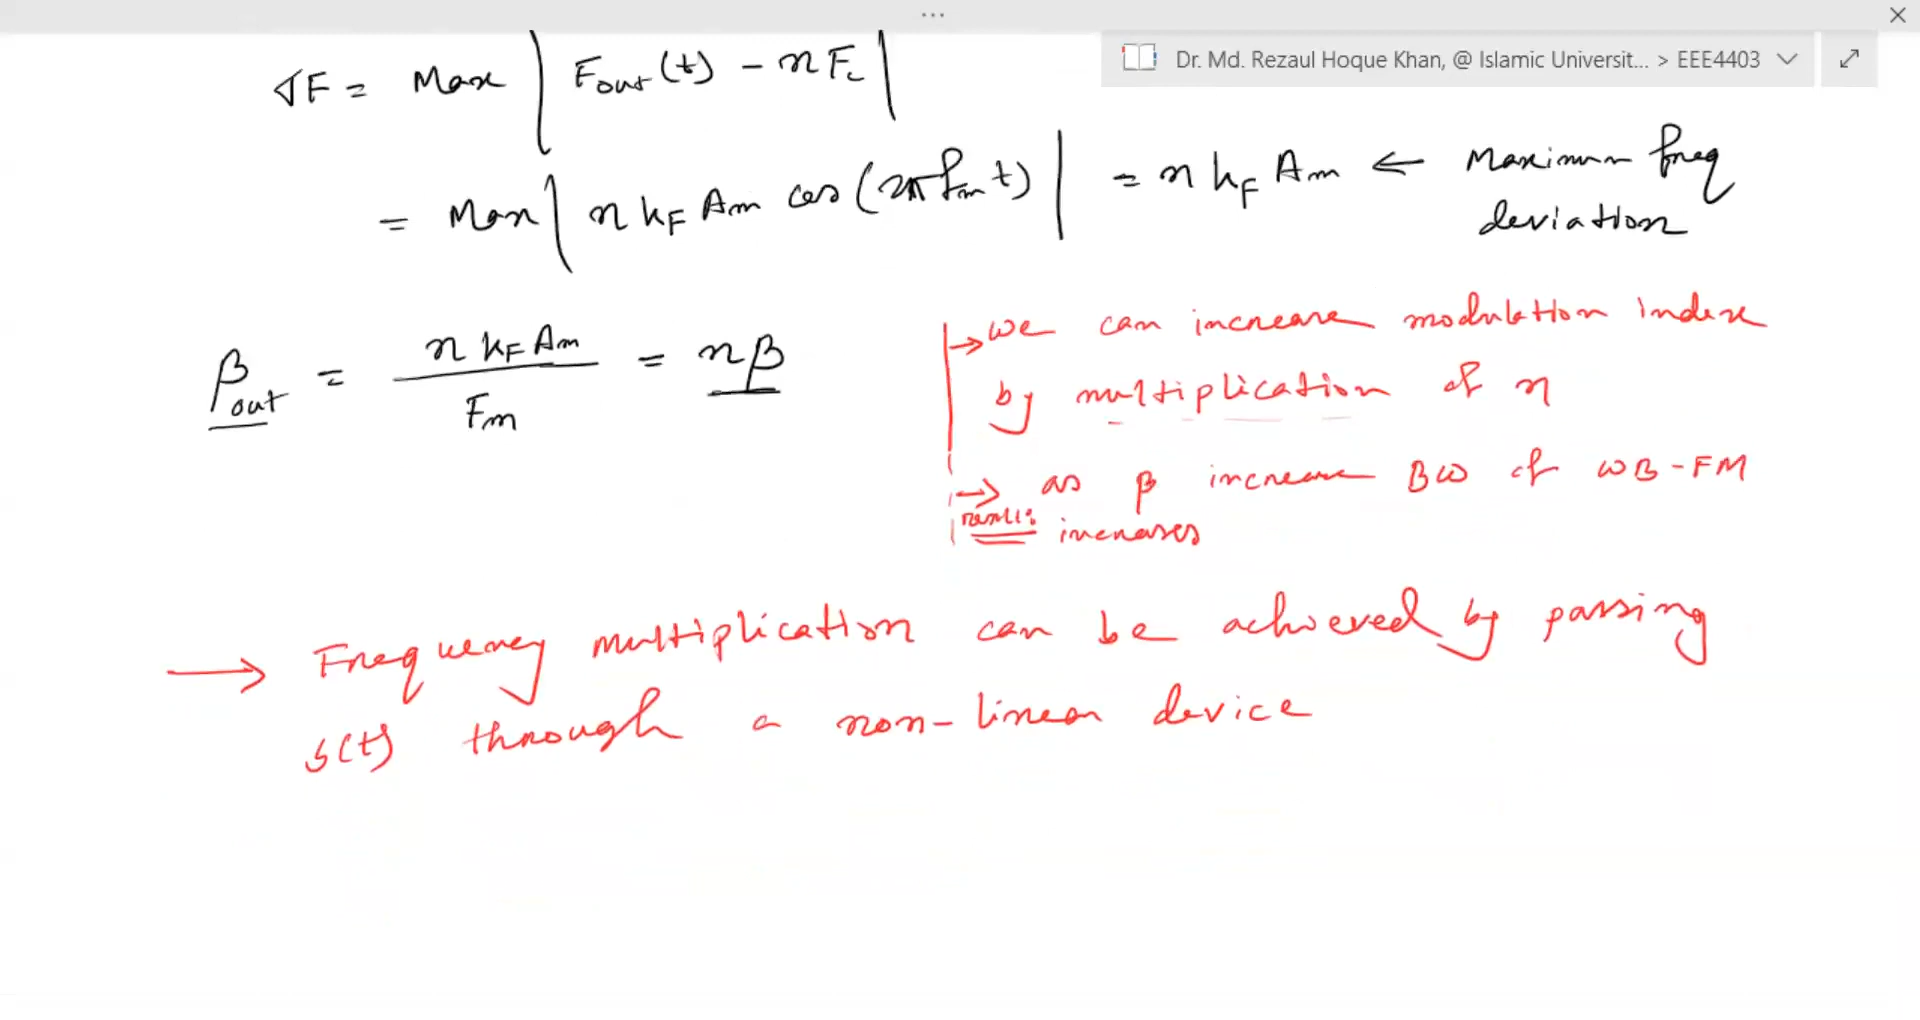 ...
Dr. Md. Rezaul Hoque Khan, @ Islamic Universit... > EEE4403
∆F = Max | Fout(t) - nFc |
= Max | n kF Am cos(2π fm t) | = n kF Am ← Maximum freq
deviation
βout = n kF Am / Fm = nβ
→ we can increase modulation index
by multiplication of n
→ as β increase BW of WB-FM
result: increases
→ Frequency multiplication can be achieved by passing
s(t) through a non-linear device